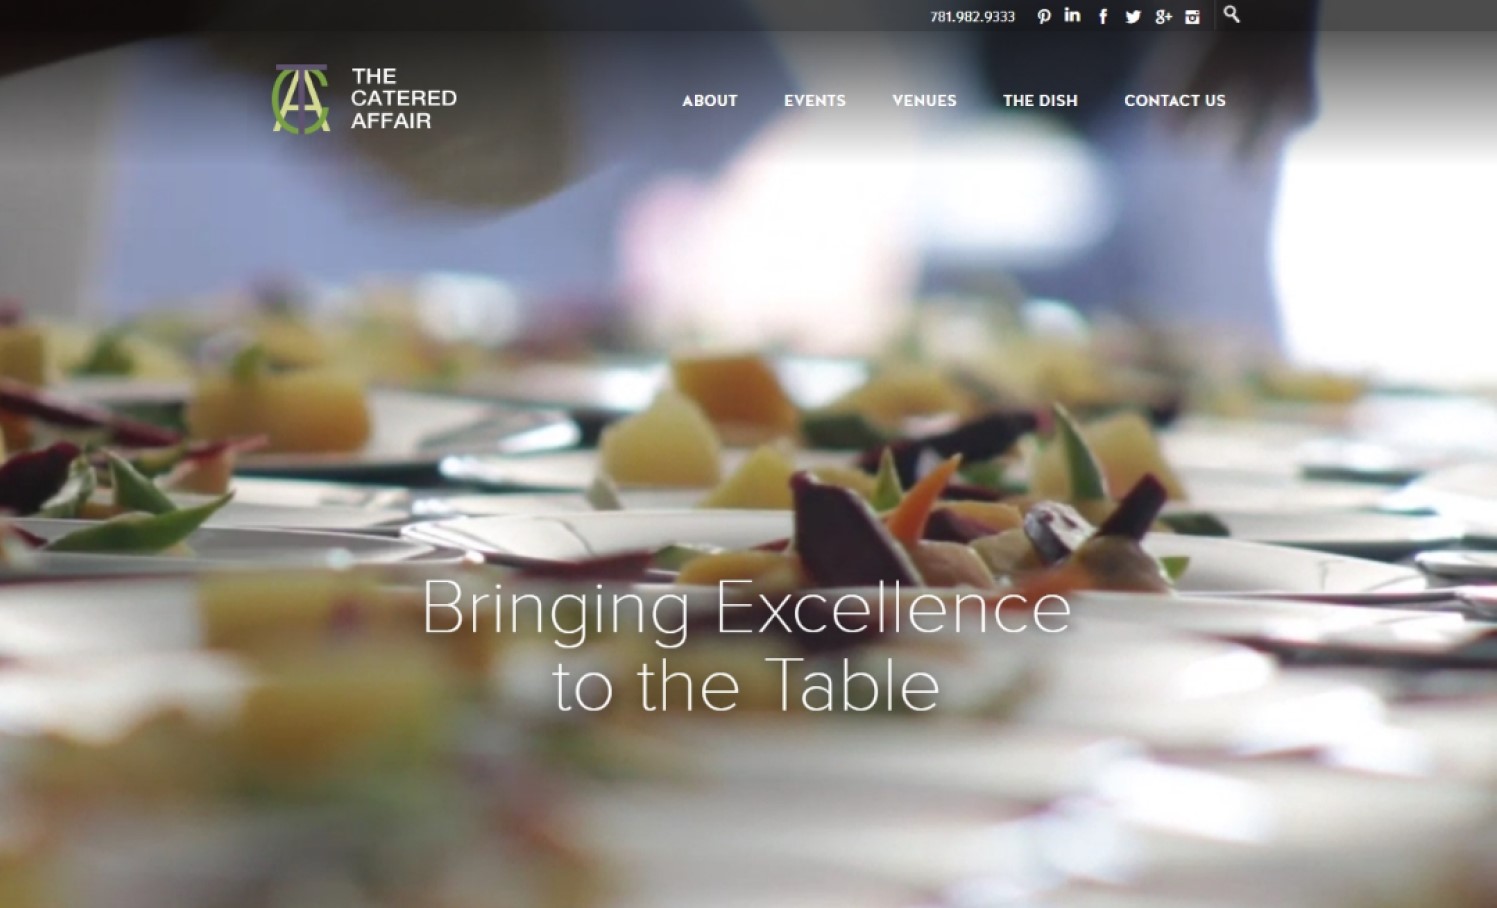 781.982.9333
THE
CATERED
AFFAIR
ABOUT EVENTS VENUES THE DISH CONTACT US
Bringing Excellence
to the Table